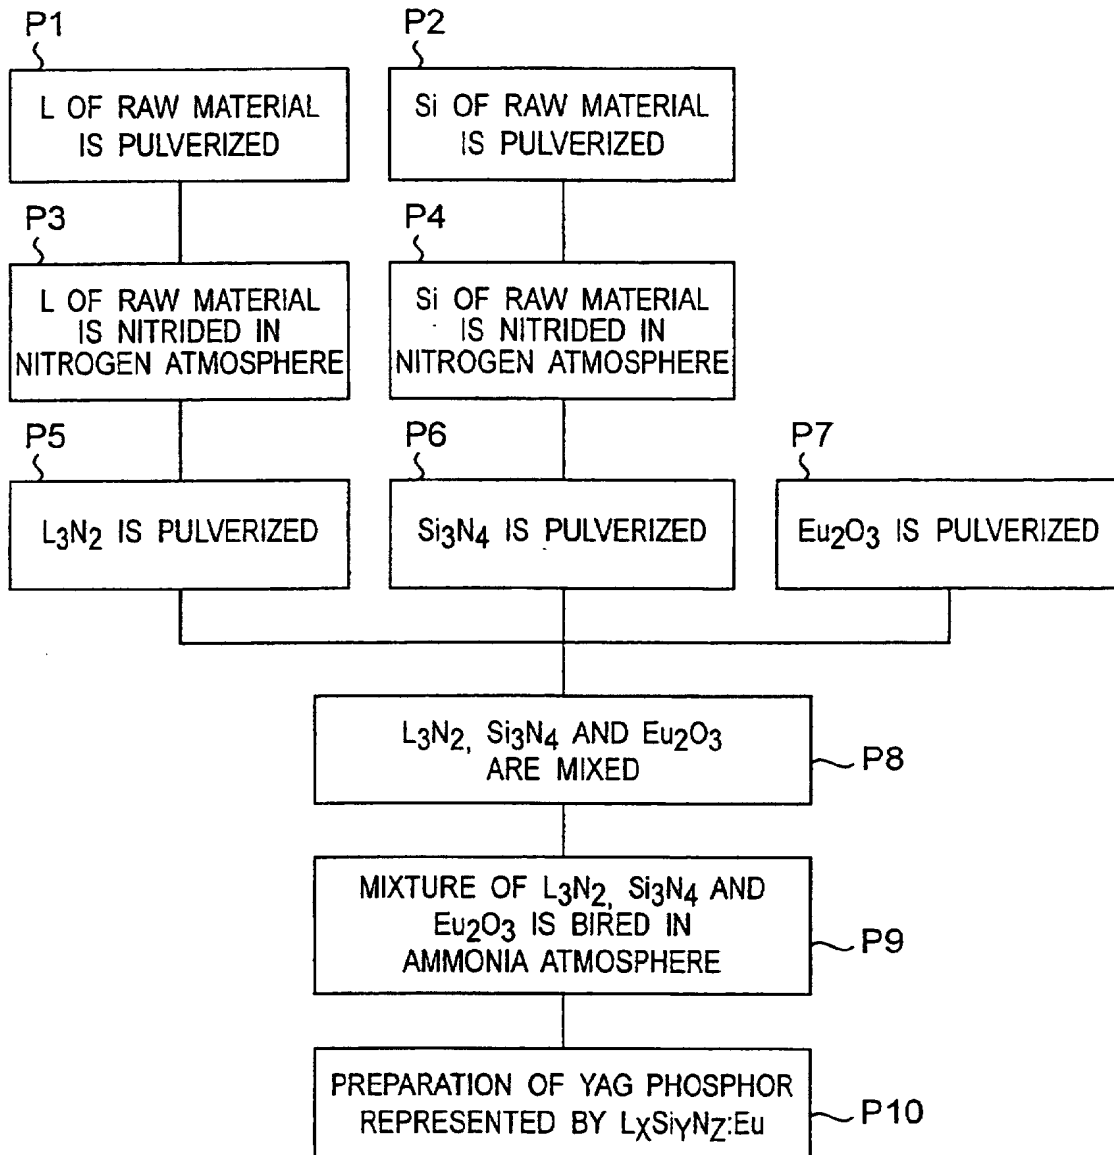 P1
L OF RAW MATERIAL
IS PULVERIZED
P2
Si OF RAW MATERIAL
IS PULVERIZED
P3
L OF RAW MATERIAL
IS NITRIDED IN
NITROGEN ATMOSPHERE
P4
Si OF RAW MATERIAL
IS NITRIDED IN
NITROGEN ATMOSPHERE
P5
L₃N₂ IS PULVERIZED
P6
Si₃N₄ IS PULVERIZED
P7
Eu₂O₃ IS PULVERIZED
L₃N₂, Si₃N₄ AND Eu₂O₃
ARE MIXED
P8
MIXTURE OF L₃N₂, Si₃N₄ AND
Eu₂O₃ IS BIRED IN
AMMONIA ATMOSPHERE
P9
PREPARATION OF YAG PHOSPHOR
REPRESENTED BY LXSiYNZ:Eu
P10